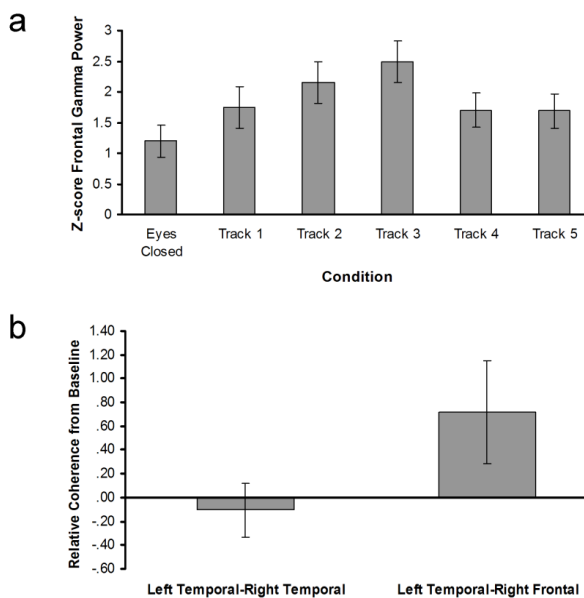 a
Z-score Frontal Gamma Power
3
2.5
2
1.5
1
0.5
0
Eyes
Closed
Track 1
Track 2
Track 3
Track 4
Track 5
Condition
b
Relative Coherence from Baseline
1.40
1.20
1.00
.80
.60
.40
.20
.00
-.20
-.40
-.60
Left Temporal-Right Temporal
Left Temporal-Right Frontal